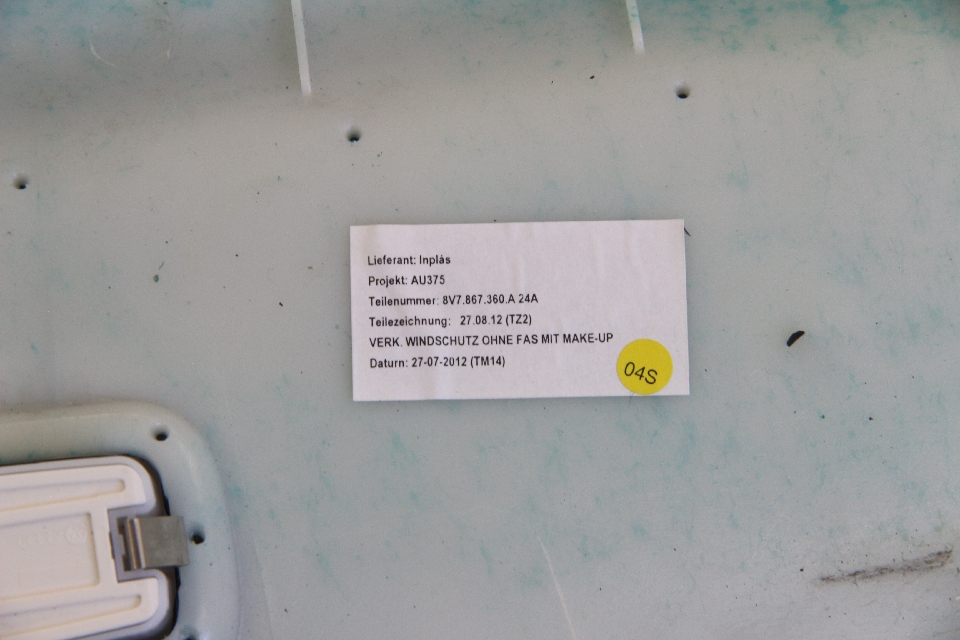 Lieferant: Inplás
Projekt: AU375
Teilenummer: 8V7.867.360.A 24A
Teilezeichnung: 27.08.12 (TZ2)
VERK. WINDSCHUTZ OHNE FAS MIT MAKE-UP
Datum: 27-07-2012 (TM14)
04S